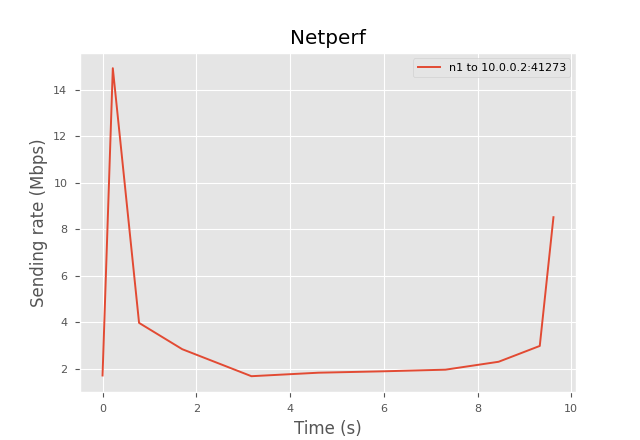 Netperf
n1 to 10.0.0.2:41273
Sending rate (Mbps)
14
12
10
8
6
4
2
0 2 4 6 8 10
Time (s)